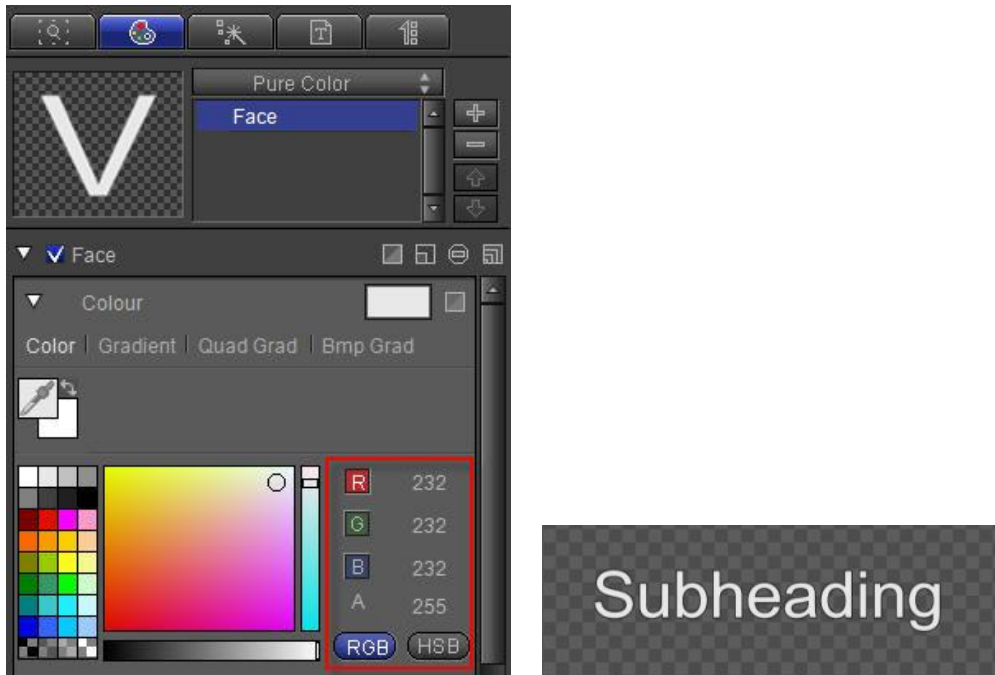 T
V
Pure Color
Face
Face
Colour
Color Gradient Quad Grad Bmp Grad
R 232
G 232
B 232
A 255
RGB HSB
Subheading